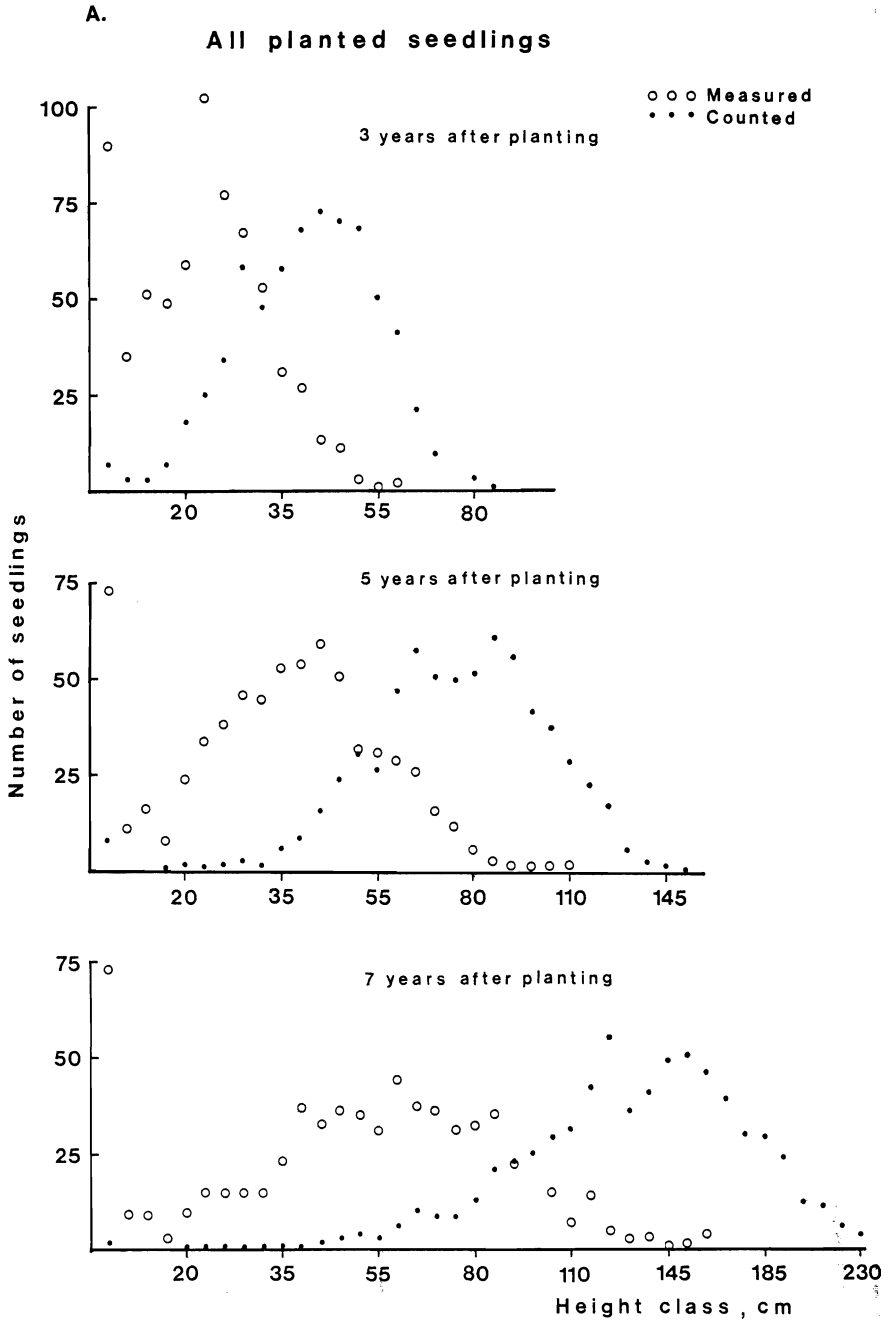 A.
All planted seedlings
○ ○ ○ Measured
• • • Counted
3 years after planting
100
75
50
25
20 35 55 80
Number of seedlings
5 years after planting
75
50
25
20 35 55 80 110 145
7 years after planting
75
50
25
20 35 55 80 110 145 185 230
Height class, cm